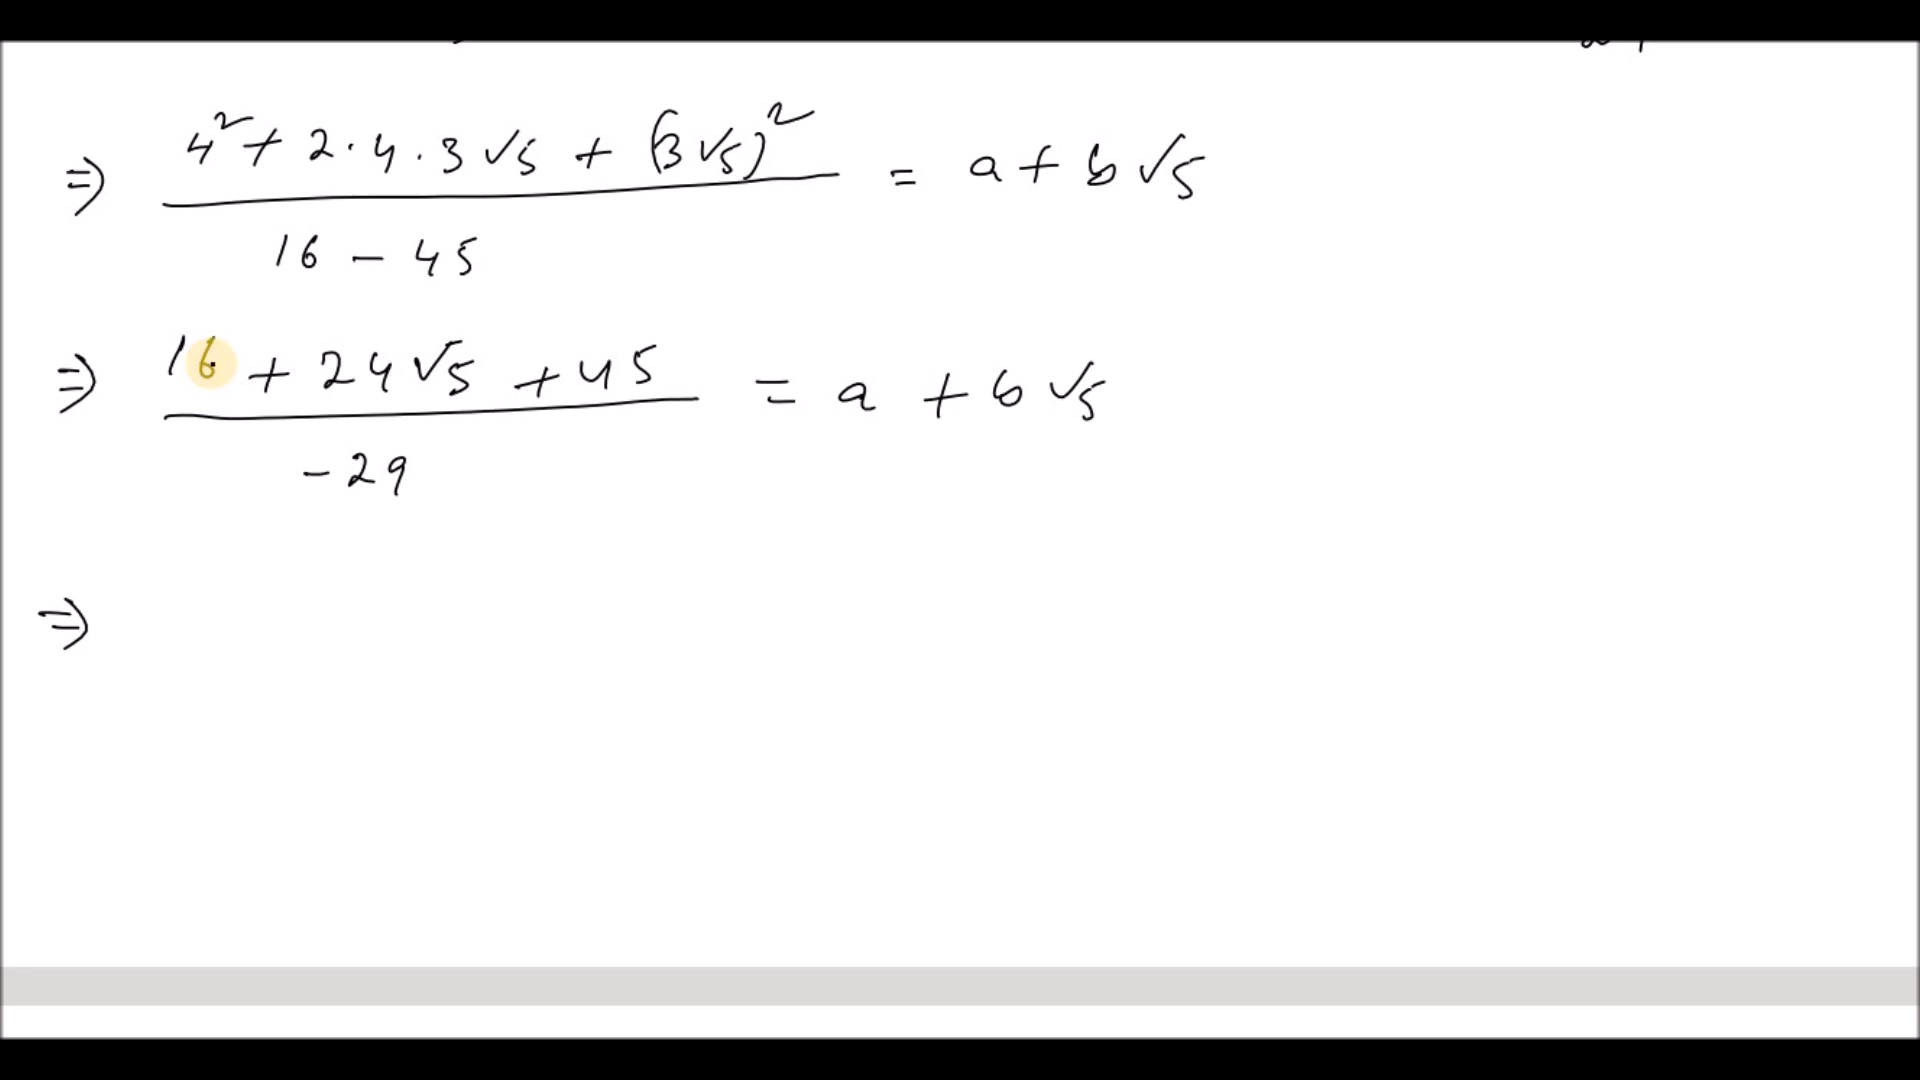 ⇒ 4² + 2·4·3√5 + (3√5)² = a + b√5
16 - 45
⇒ 16 + 24√5 + 45 = a + b√5
-29
⇒